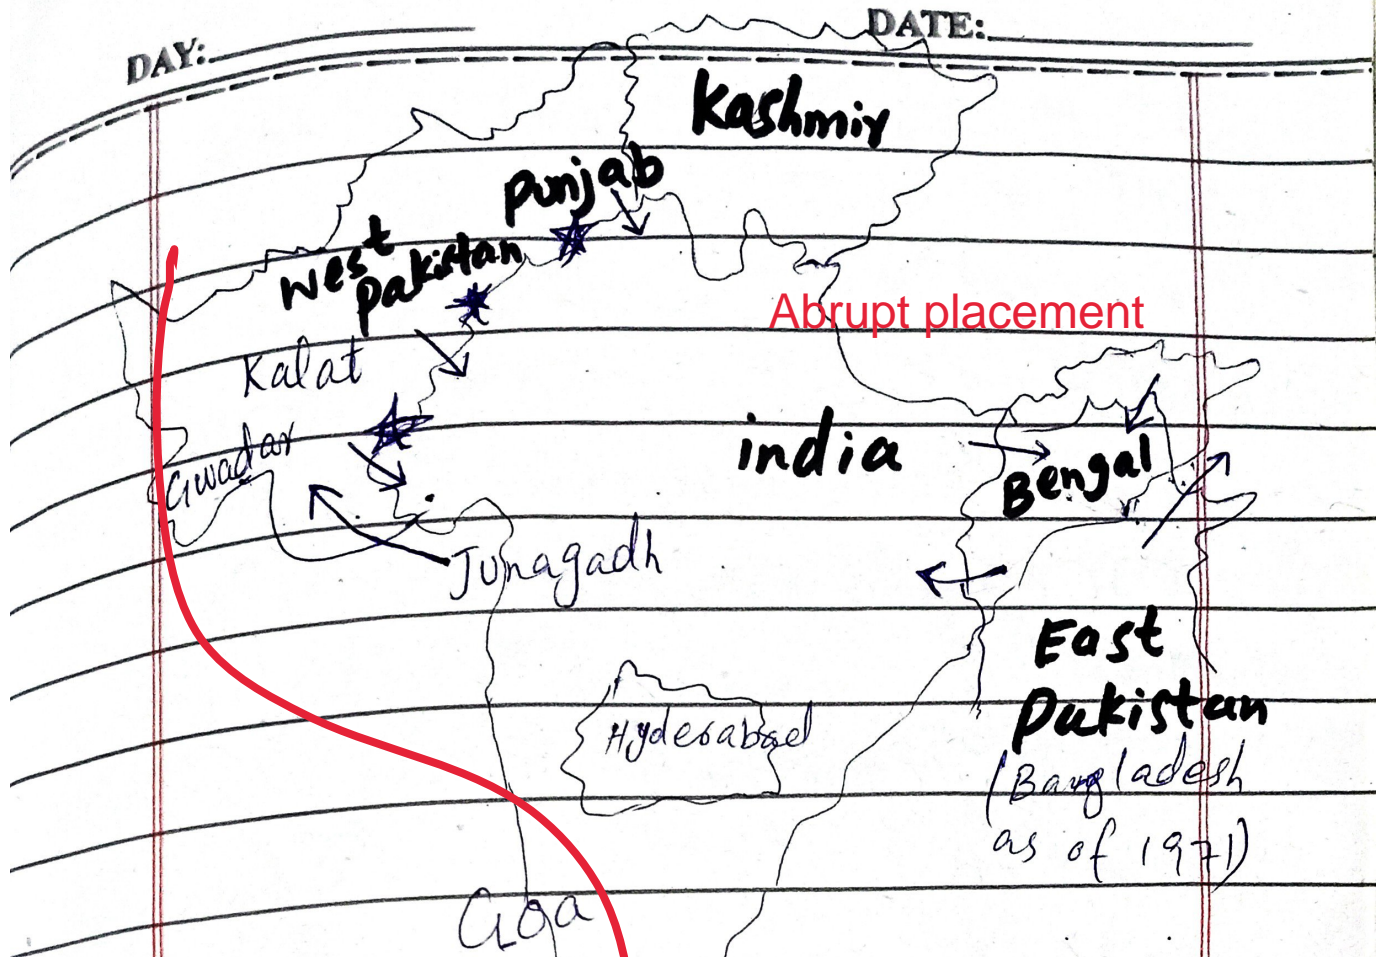 DAY:
DATE:
Kashmir
Punjab
West
Pakistan
Abrupt placement
Kalat
india
Gwadar
Bengal
Junagadh
East
Pakistan
Hyderabad
(Bangladesh
as of 1971)
Goa